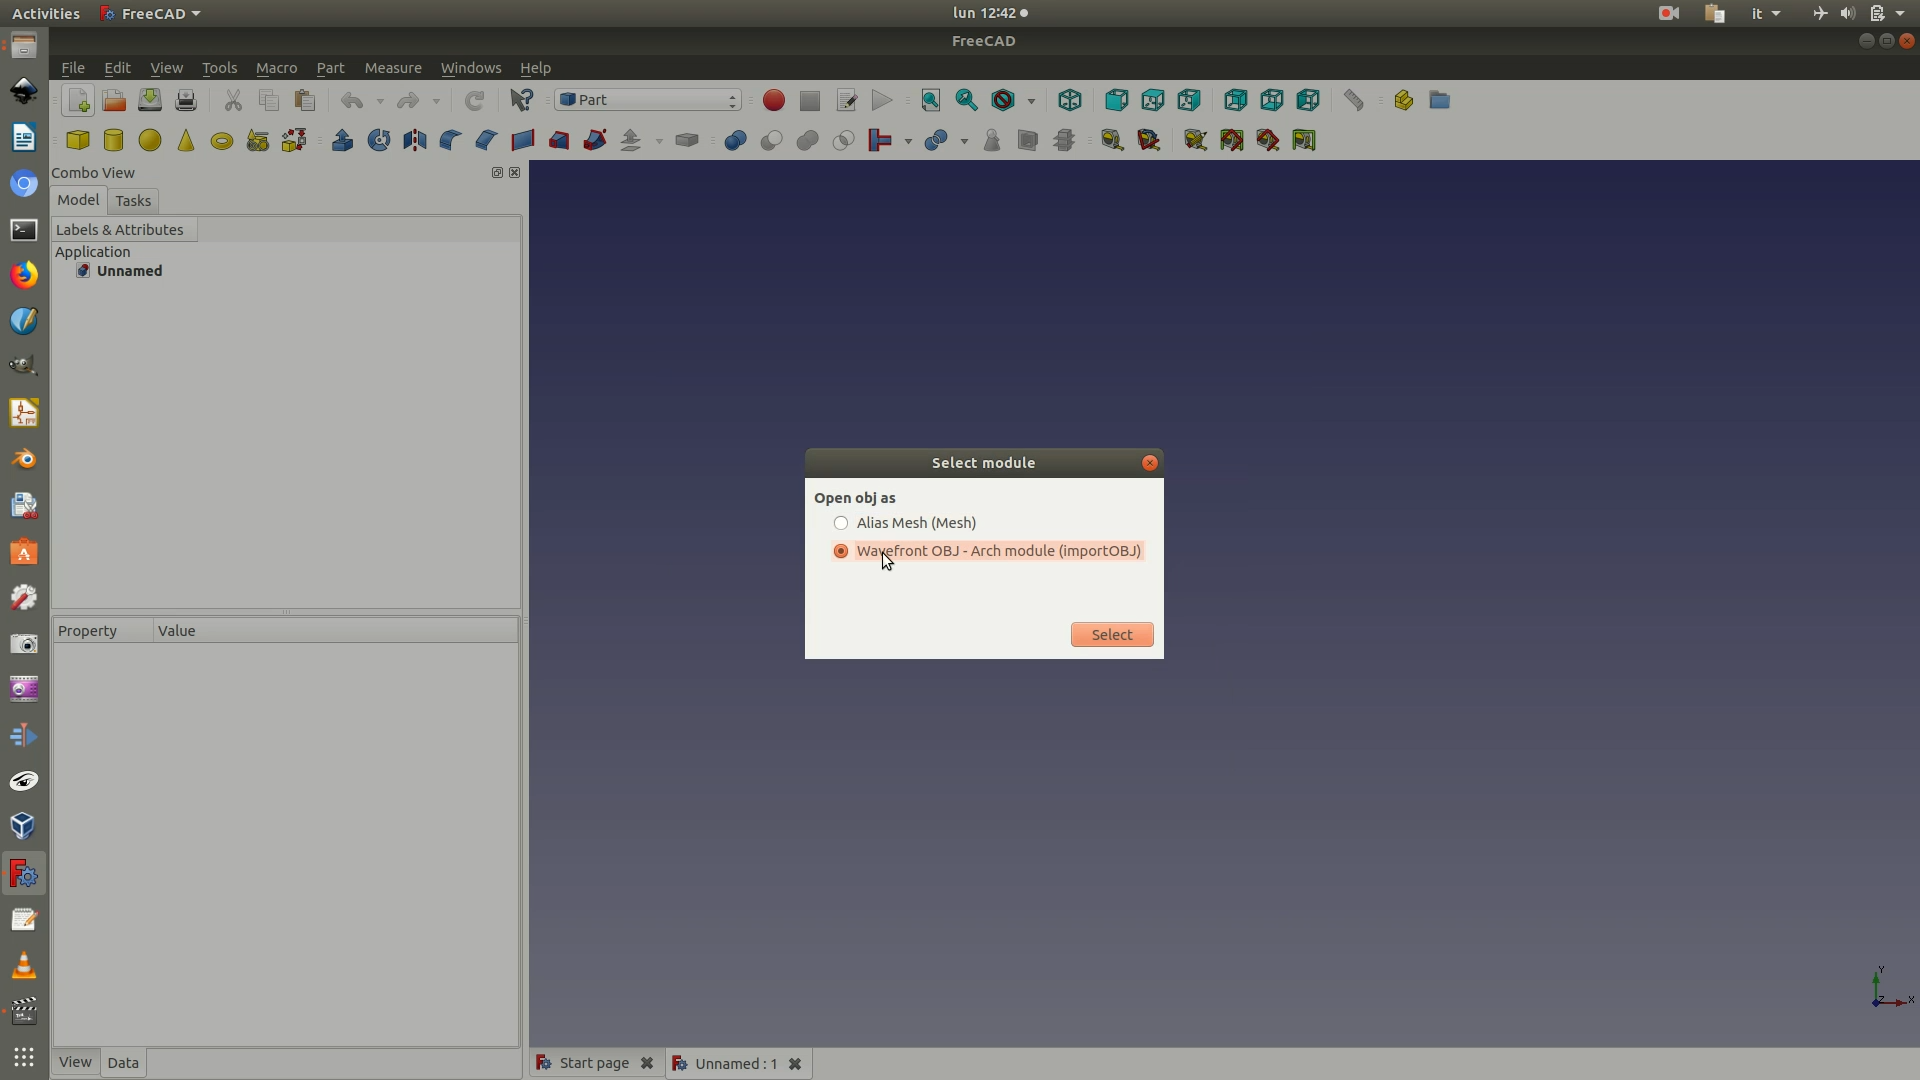 Activities FreeCAD lun 12:42 it
FreeCAD
File Edit View Tools Macro Part Measure Windows Help
Part
Combo View
Model Tasks
Labels & Attributes
Application
Unnamed
Select module
Open obj as
Alias Mesh (Mesh)
Wavefront OBJ - Arch module (importOBJ)
Select
Property Value
Y
Z X
View Data
Start page Unnamed : 1